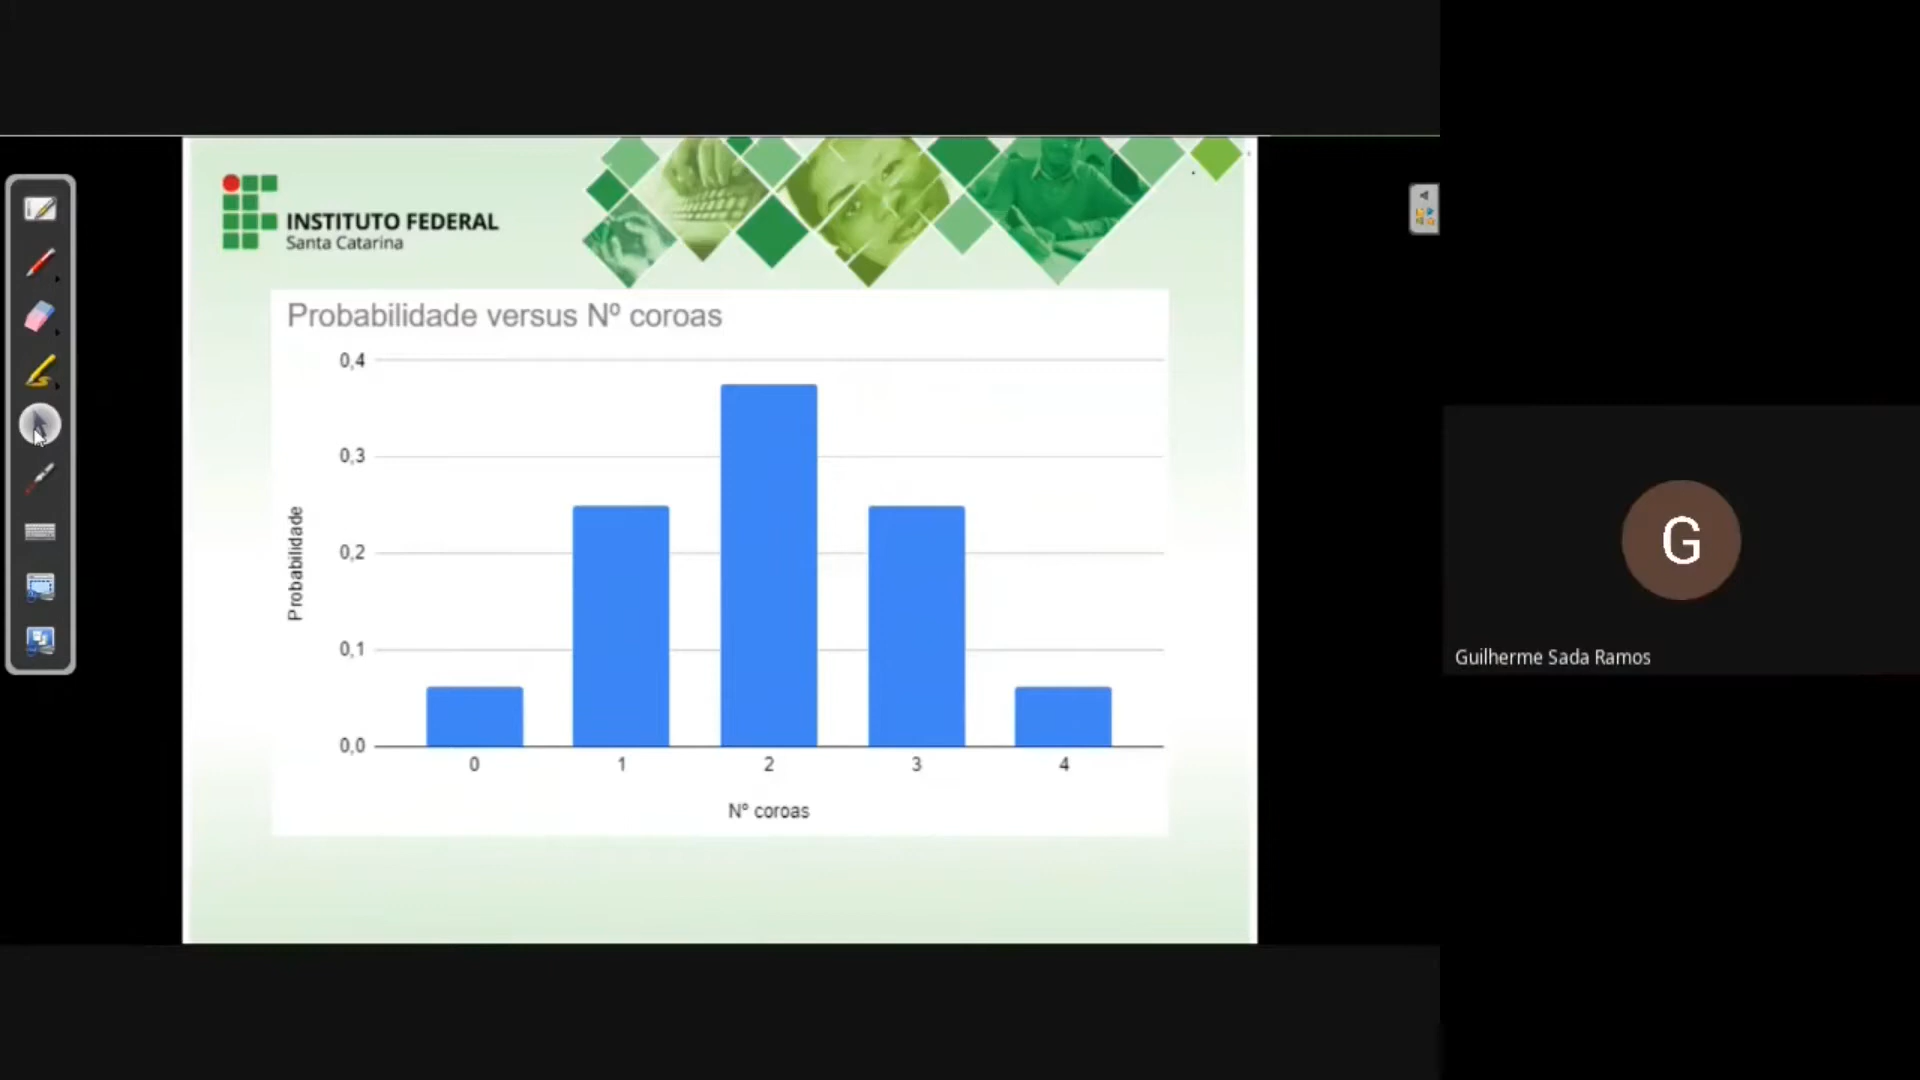 INSTITUTO FEDERAL
Santa Catarina
Probabilidade versus Nº coroas
0,4
0,3
0,2
0,1
0,0
Probabilidade
0 1 2 3 4
Nº coroas
G
Guilherme Sada Ramos